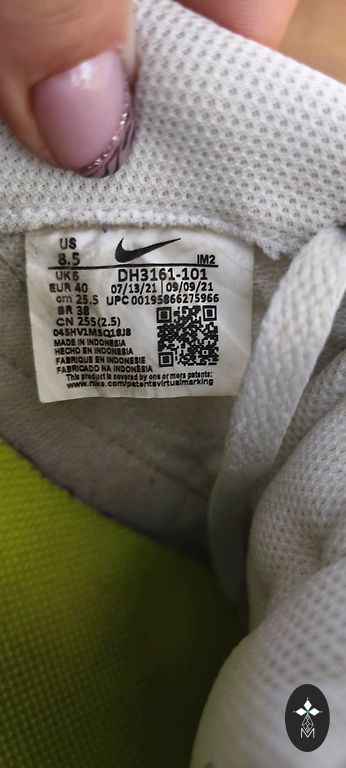 US
8.5
IM2
UK 6
DH3161-101
EUR 40
07/13/21 | 09/09/21
cm 25.5
UPC 00195866275966
BR 38
CN 255(2.5)
045HV1M3Q18J8
MADE IN INDONESIA
HECHO EN INDONESIA
FABRIQUE EN INDONESIE
FABRICADO NA INDONÉSIA
This product is covered by one or more patents:
www.nike.com/patentsvirtualmarking
M